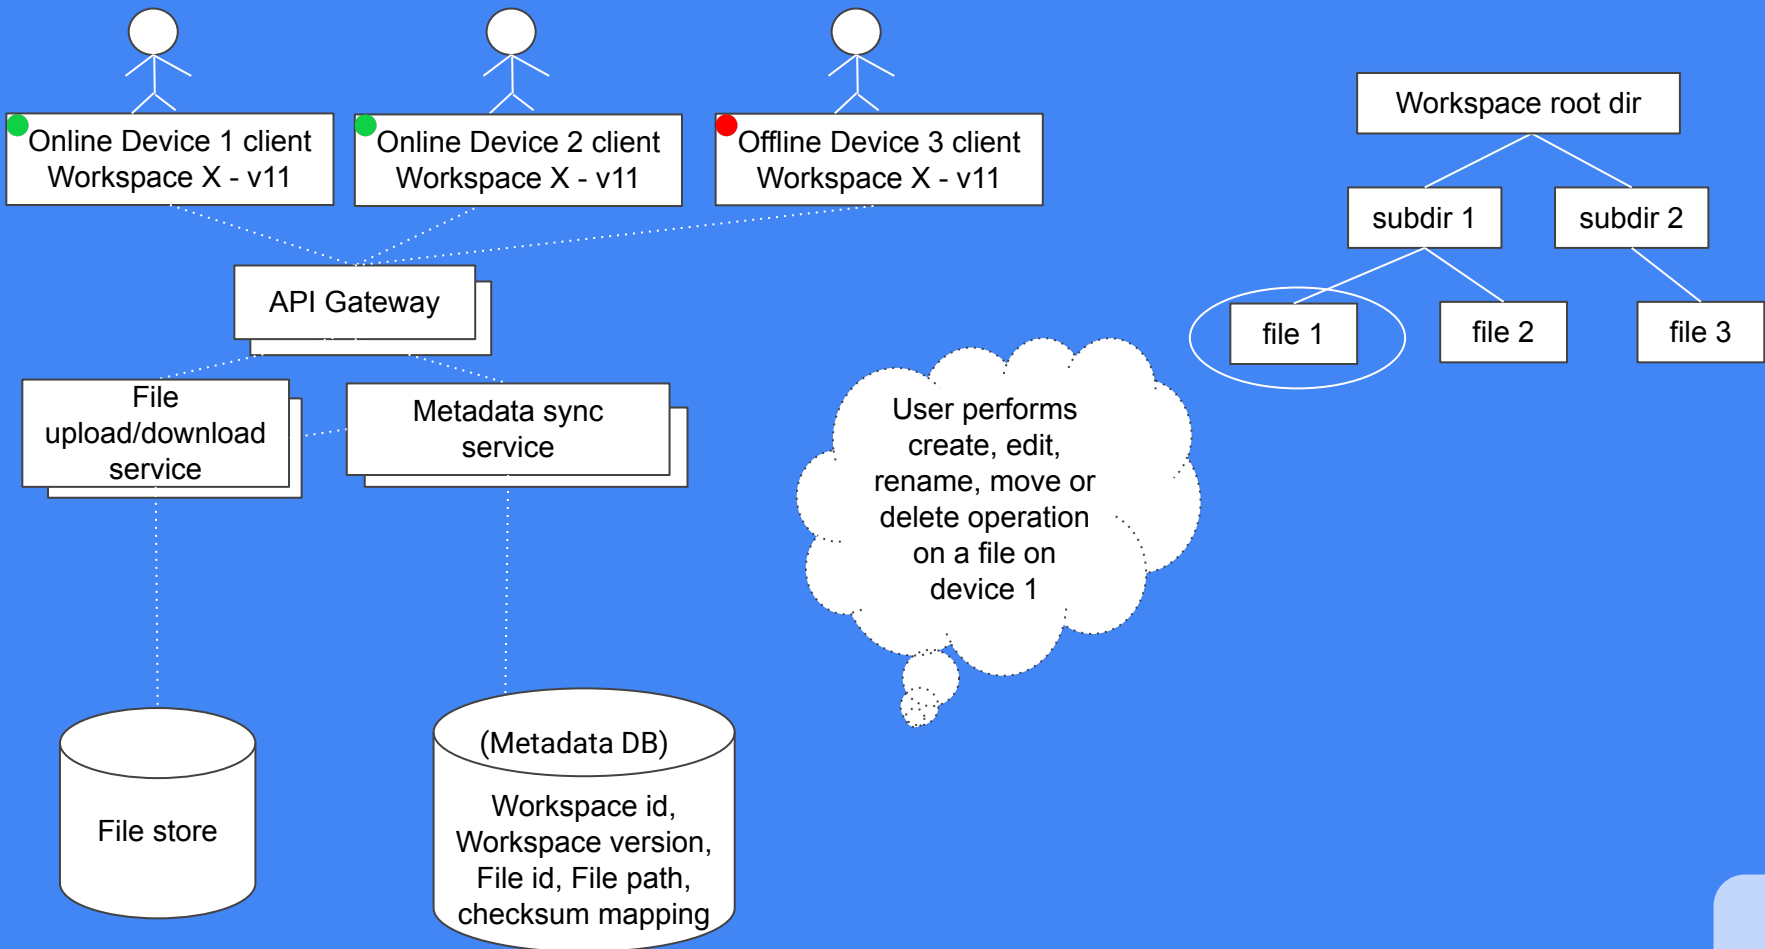 Online Device 1 client
Workspace X - v11
Online Device 2 client
Workspace X - v11
Offline Device 3 client
Workspace X - v11
Workspace root dir
subdir 1
subdir 2
file 1
file 2
file 3
API Gateway
File
upload/download
service
Metadata sync
service
User performs
create, edit,
rename, move or
delete operation
on a file on
device 1
File store
(Metadata DB)
Workspace id,
Workspace version,
File id, File path,
checksum mapping